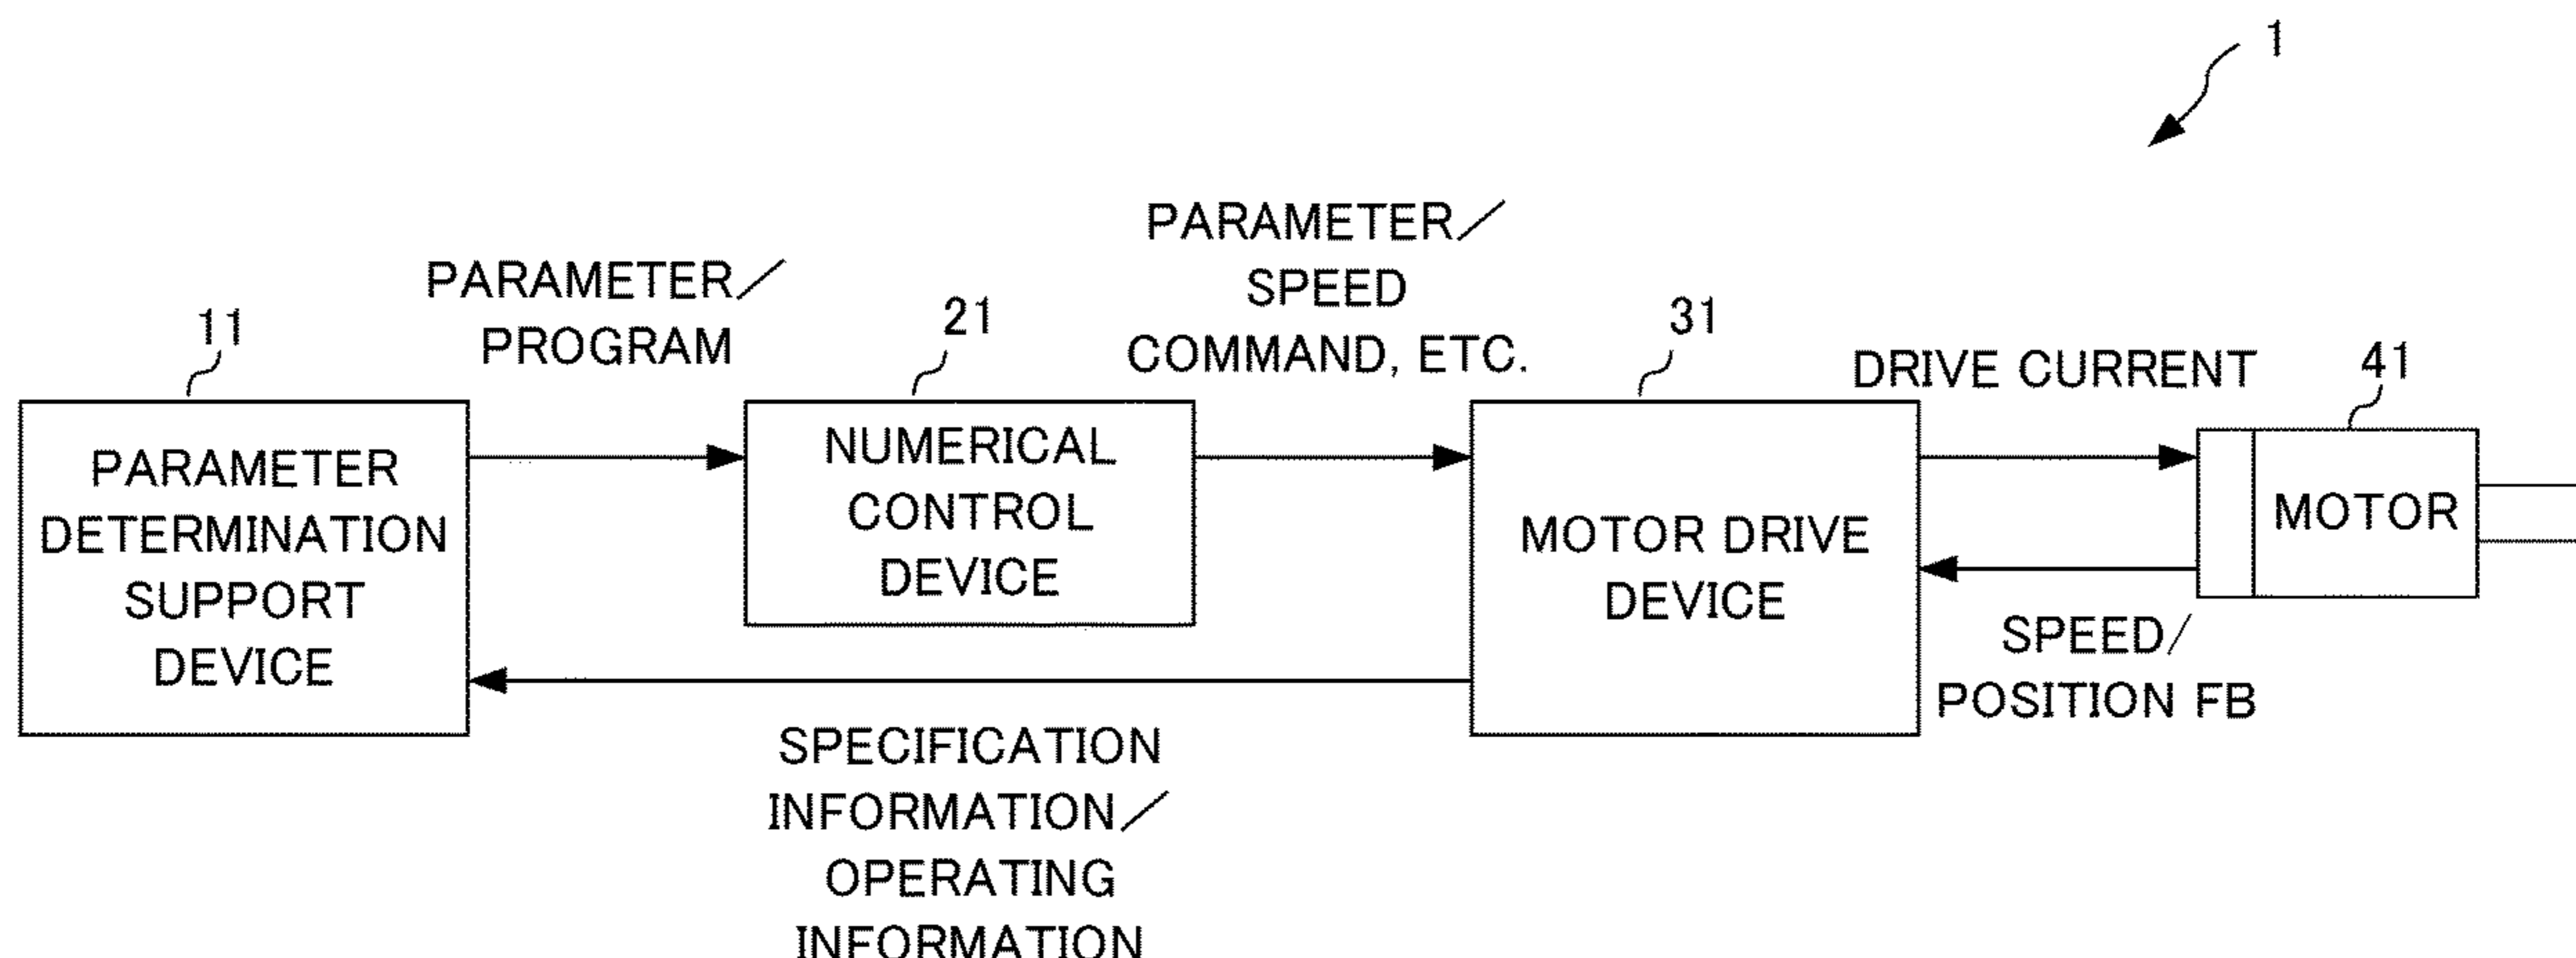 1
PARAMETER/
PROGRAM
PARAMETER/
SPEED
COMMAND, ETC.
DRIVE CURRENT
11
21
31
41
PARAMETER
DETERMINATION
SUPPORT
DEVICE
NUMERICAL
CONTROL
DEVICE
MOTOR DRIVE
DEVICE
MOTOR
SPEED/
POSITION FB
SPECIFICATION
INFORMATION/
OPERATING
INFORMATION